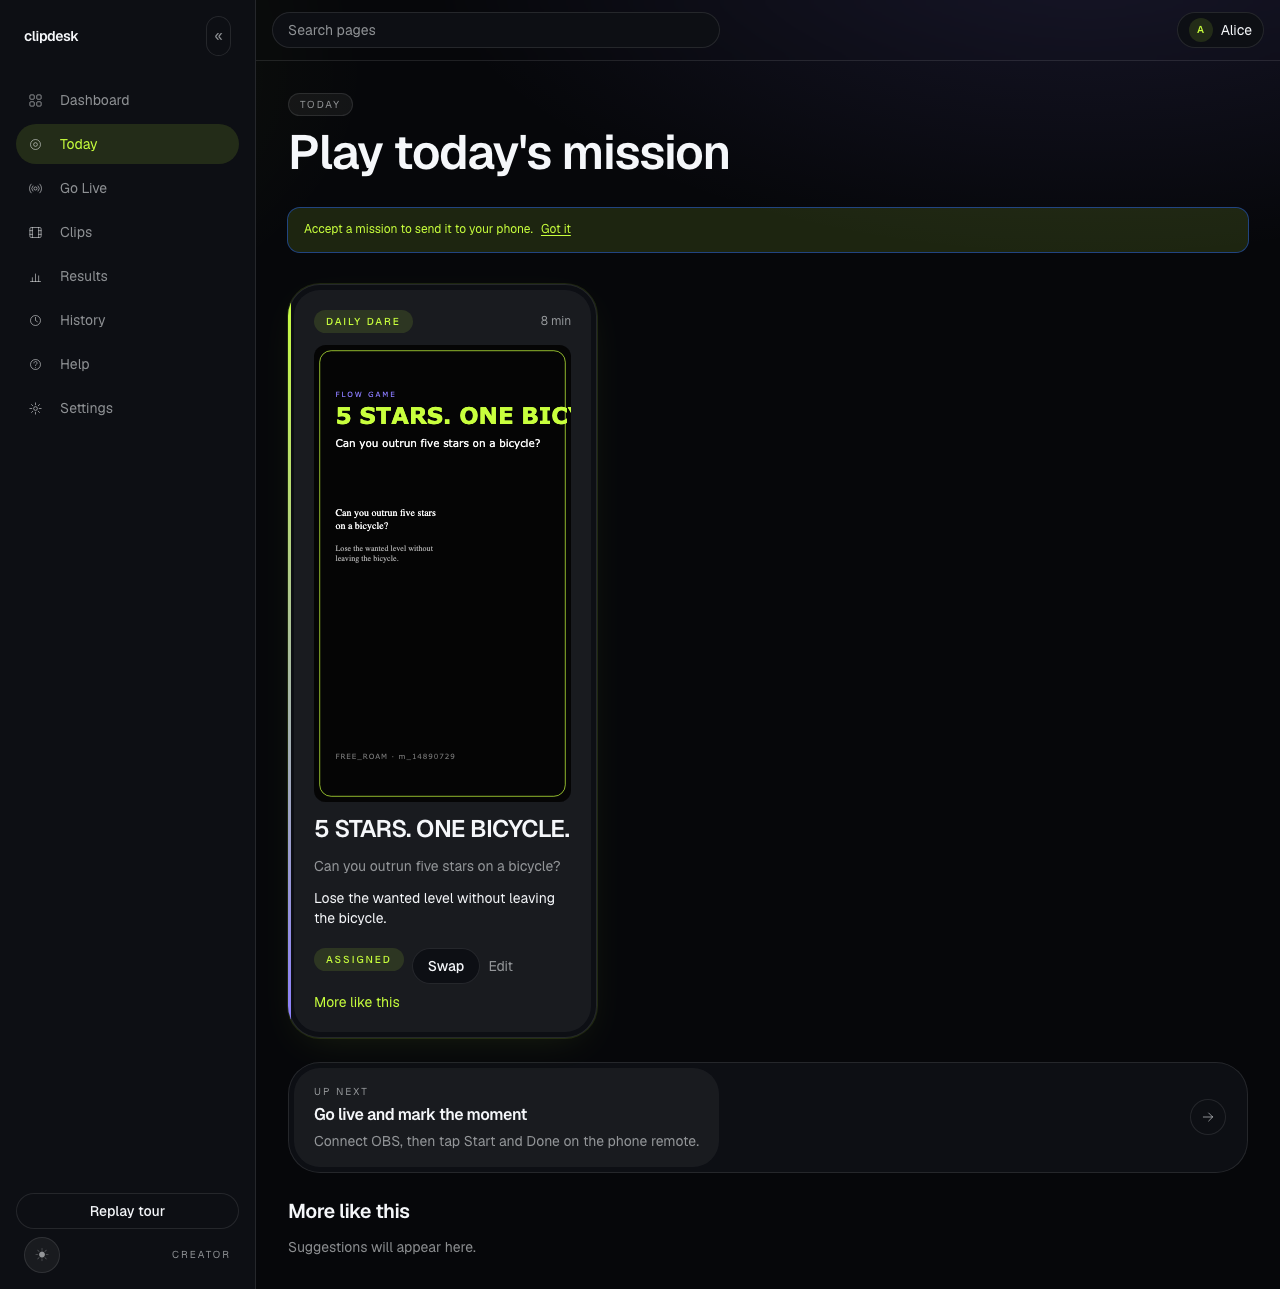 clipdesk
«
Search pages
A
Alice
Dashboard
Today
Go Live
Clips
Results
History
Help
Settings
TODAY
Play today's mission
Accept a mission to send it to your phone. Got it
DAILY DARE
8 min
FLOW GAME
5 STARS. ONE BICY
Can you outrun five stars on a bicycle?
Can you outrun five stars
on a bicycle?
Lose the wanted level without
leaving the bicycle.
FREE_ROAM · m_14890729
5 STARS. ONE BICYCLE.
Can you outrun five stars on a bicycle?
Lose the wanted level without leaving
the bicycle.
ASSIGNED
Swap
Edit
More like this
UP NEXT
Go live and mark the moment
Connect OBS, then tap Start and Done on the phone remote.
More like this
Suggestions will appear here.
Replay tour
CREATOR